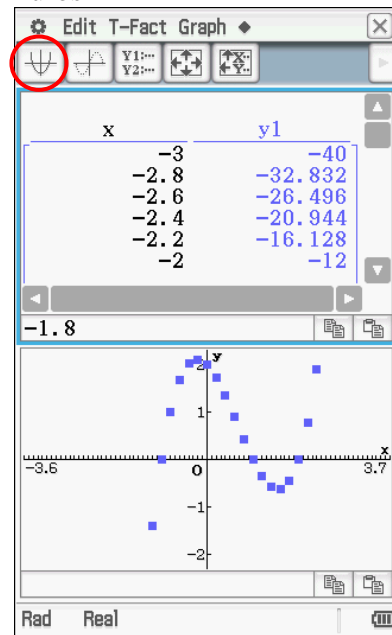 Edit T-Fact Graph ◆
Y1:···
Y2:···
x y1
-3 -40
-2.8 -32.832
-2.6 -26.496
-2.4 -20.944
-2.2 -16.128
-2 -12
-1.8
2 y
1
x
-3.6 0 3.7
-1
-2
Rad Real